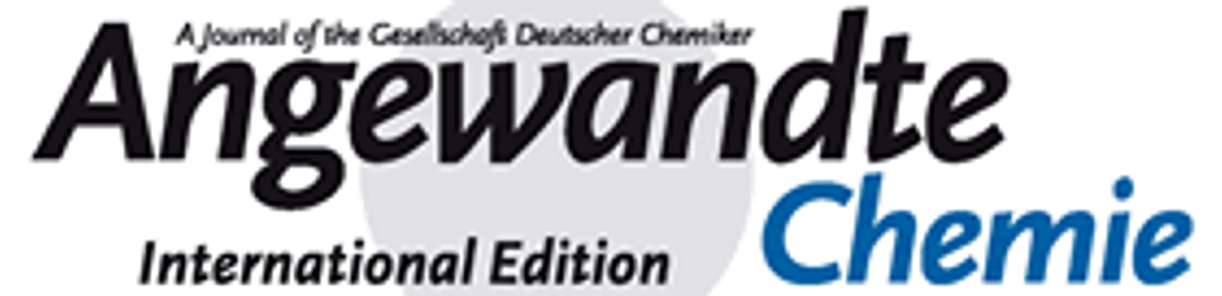 A Journal of the Gesellschaft Deutscher Chemiker
Angewandte
Chemie
International Edition